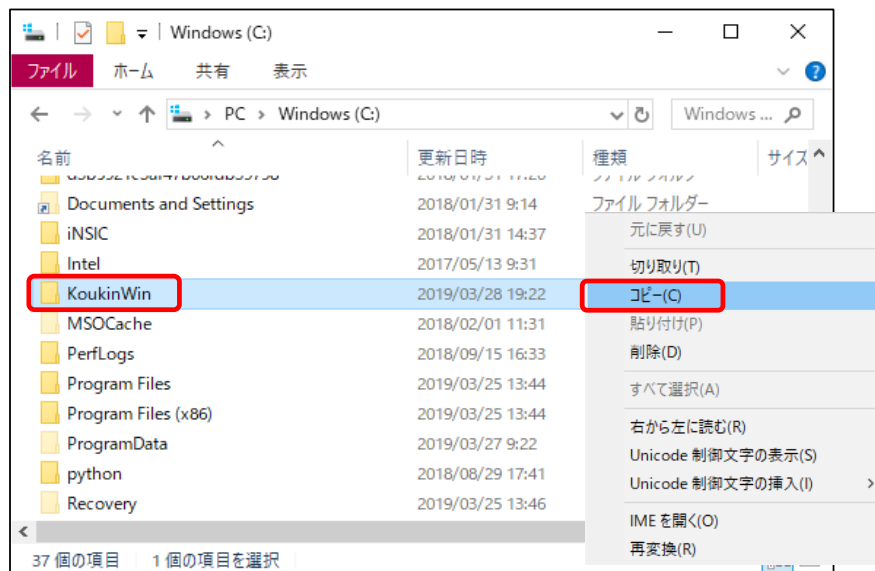 Windows (C:)
ファイル ホーム 共有 表示
PC > Windows (C:) Windows ...
名前 更新日時 種類 サイズ
Documents and Settings 2018/01/31 9:14 ファイル フォルダー
iNSIC 2018/01/31 14:37
Intel 2017/05/13 9:31
KoukinWin 2019/03/28 19:22
MSOCache 2018/02/01 11:31
PerfLogs 2018/09/15 16:33
Program Files 2019/03/25 13:44
Program Files (x86) 2019/03/25 13:44
ProgramData 2019/03/27 9:22
python 2018/08/29 17:41
Recovery 2019/03/25 13:46
37 個の項目 1 個の項目を選択
元に戻す(U)
切り取り(T)
コピー(C)
貼り付け(P)
削除(D)
すべて選択(A)
右から左に読む(R)
Unicode 制御文字の表示(S)
Unicode 制御文字の挿入(I) >
IME を開く(O)
再変換(R)